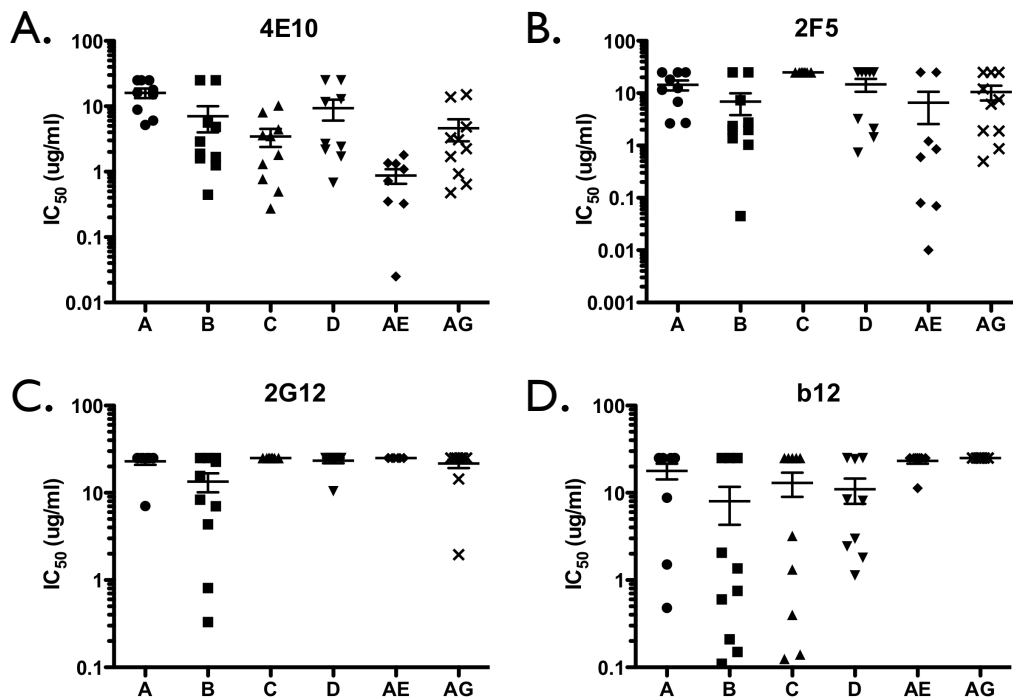 A.
4E10
IC50 (ug/ml)
100
10
1
0.1
0.01
A B C D AE AG
B.
2F5
IC50 (ug/ml)
100
10
1
0.1
0.01
0.001
A B C D AE AG
C.
2G12
IC50 (ug/ml)
100
10
1
0.1
A B C D AE AG
D.
b12
IC50 (ug/ml)
100
10
1
0.1
A B C D AE AG